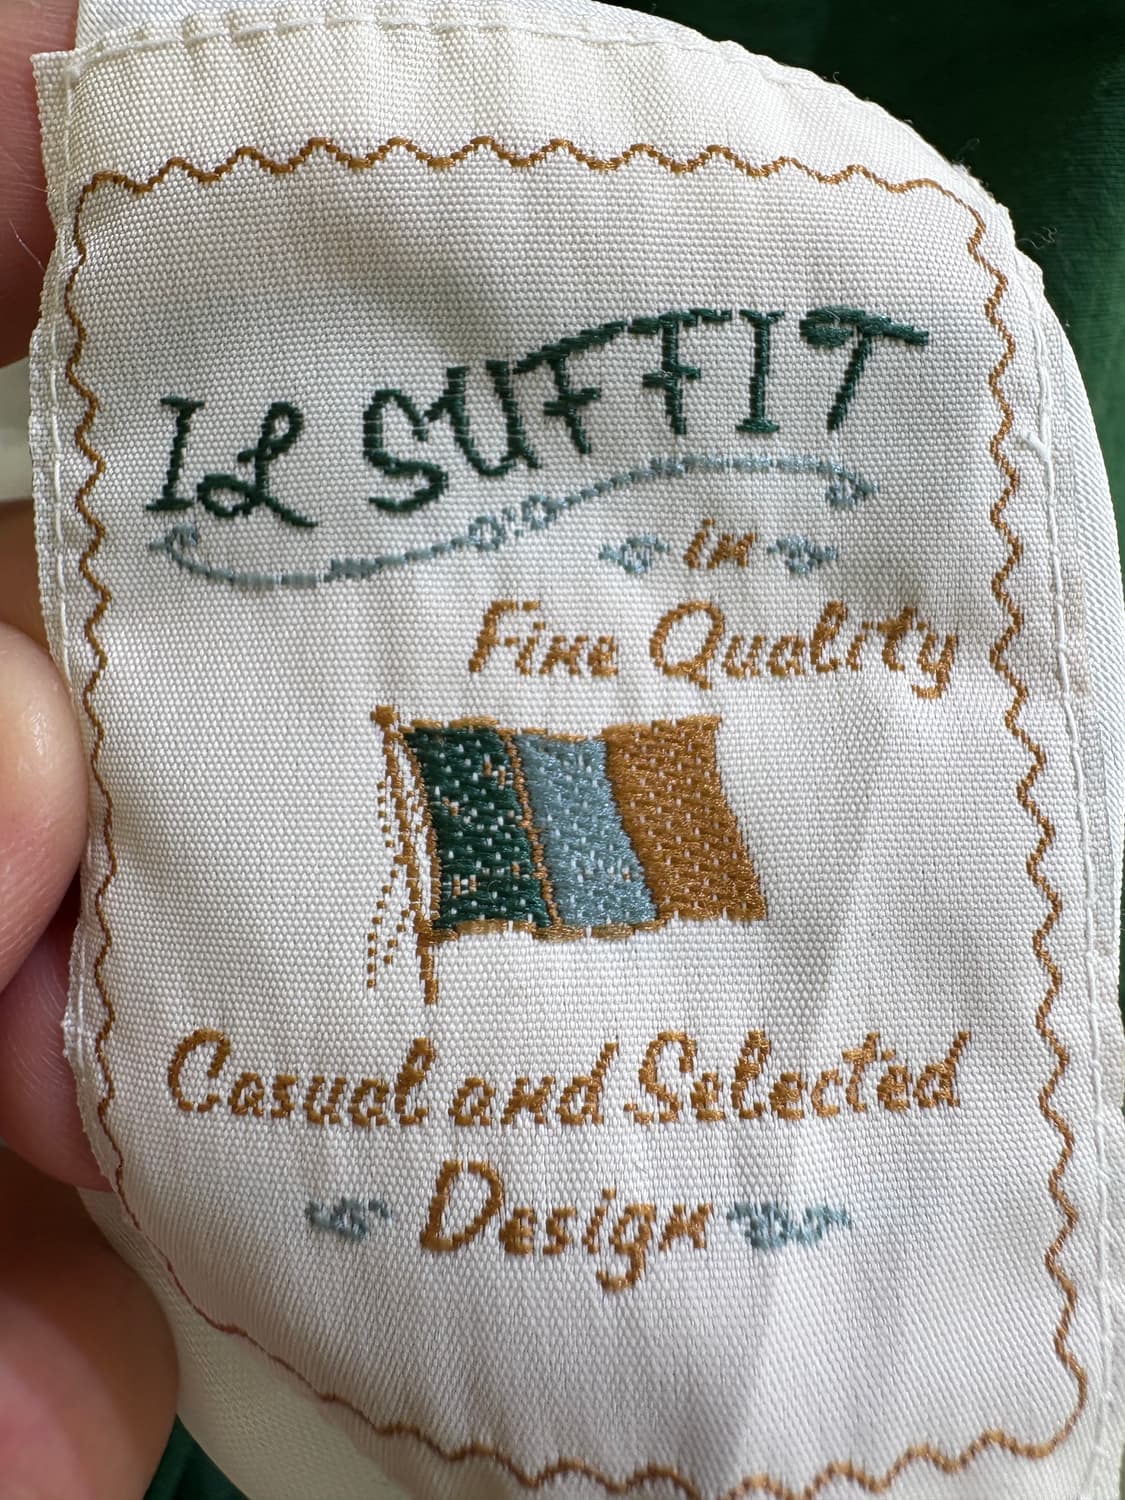 IL SUFFIT
in
Fine Quality
Casual and Selected
Design